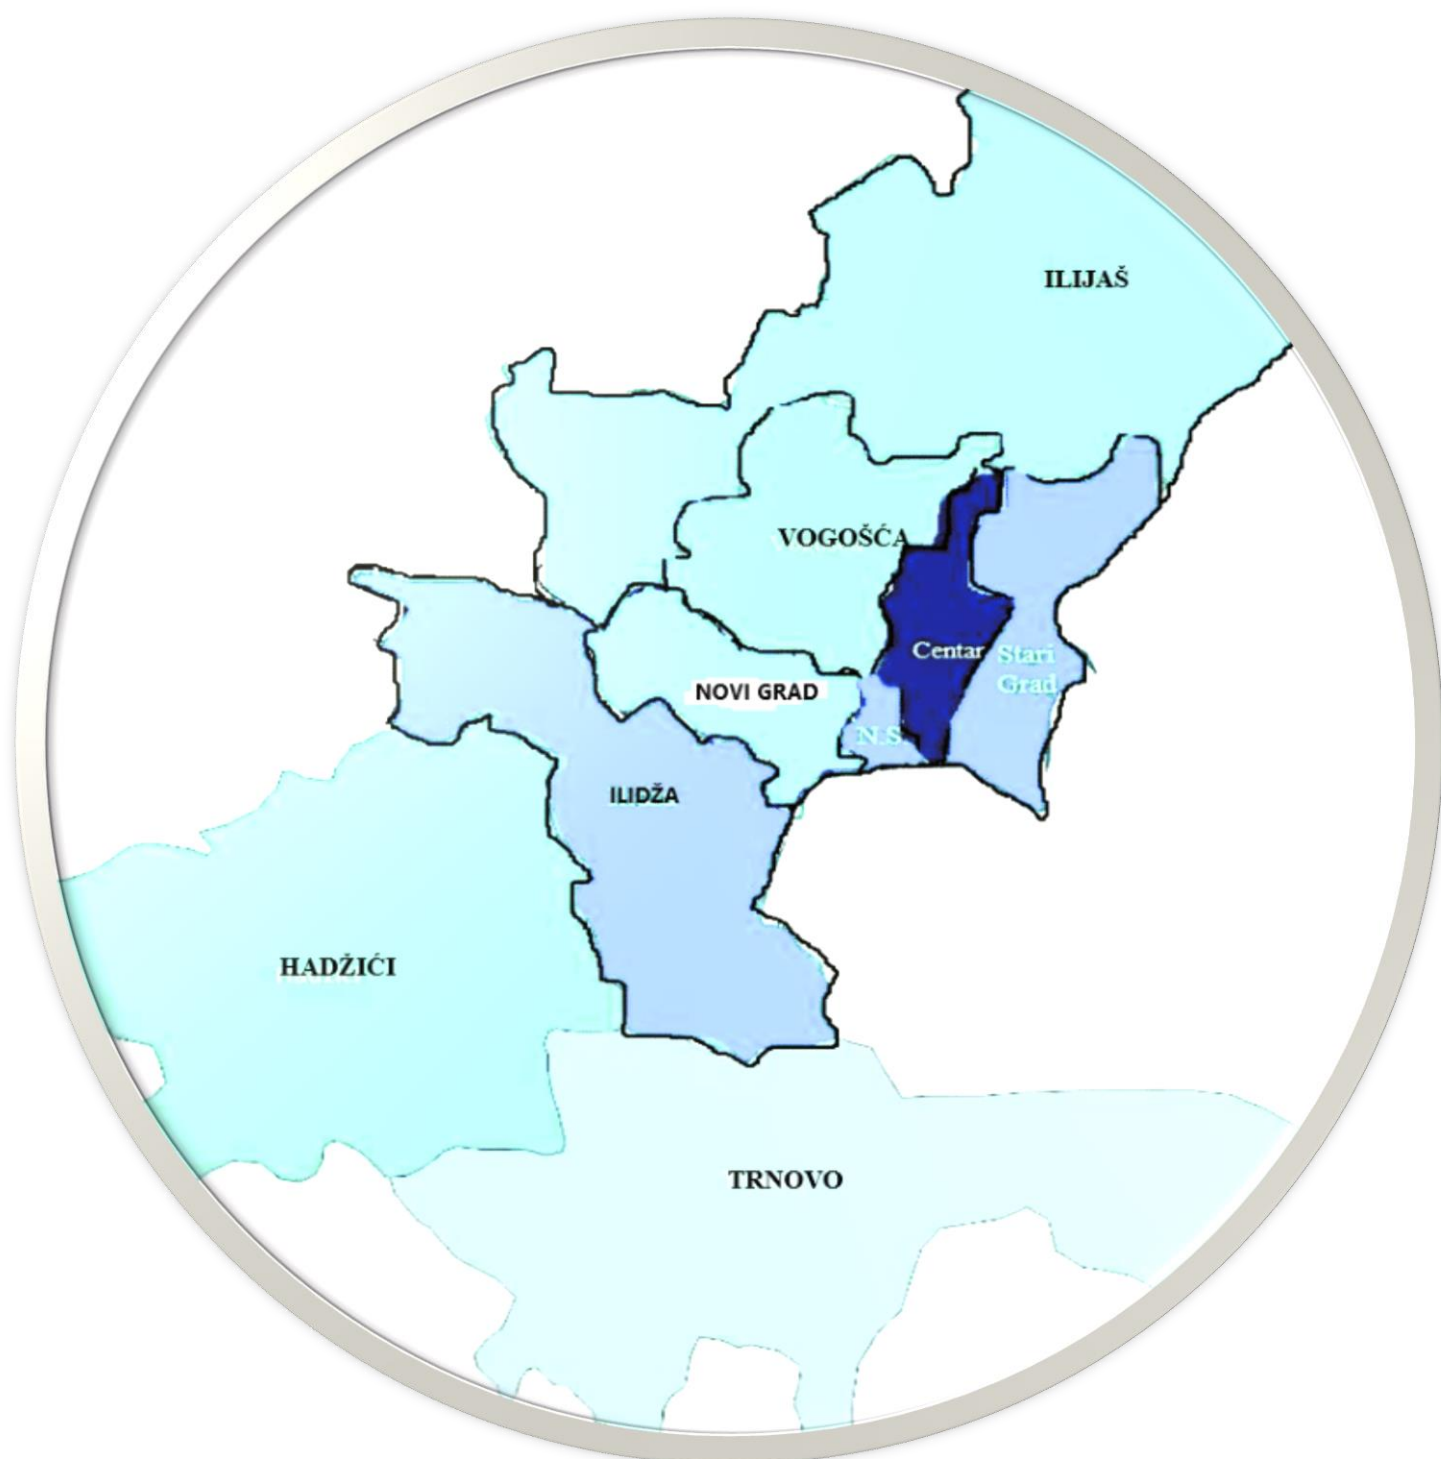 ILIJAŠ
VOGOŠĆA
Centar
Stari
Grad
NOVI GRAD
N.S.
ILIDŽA
HADŽIĆI
TRNOVO